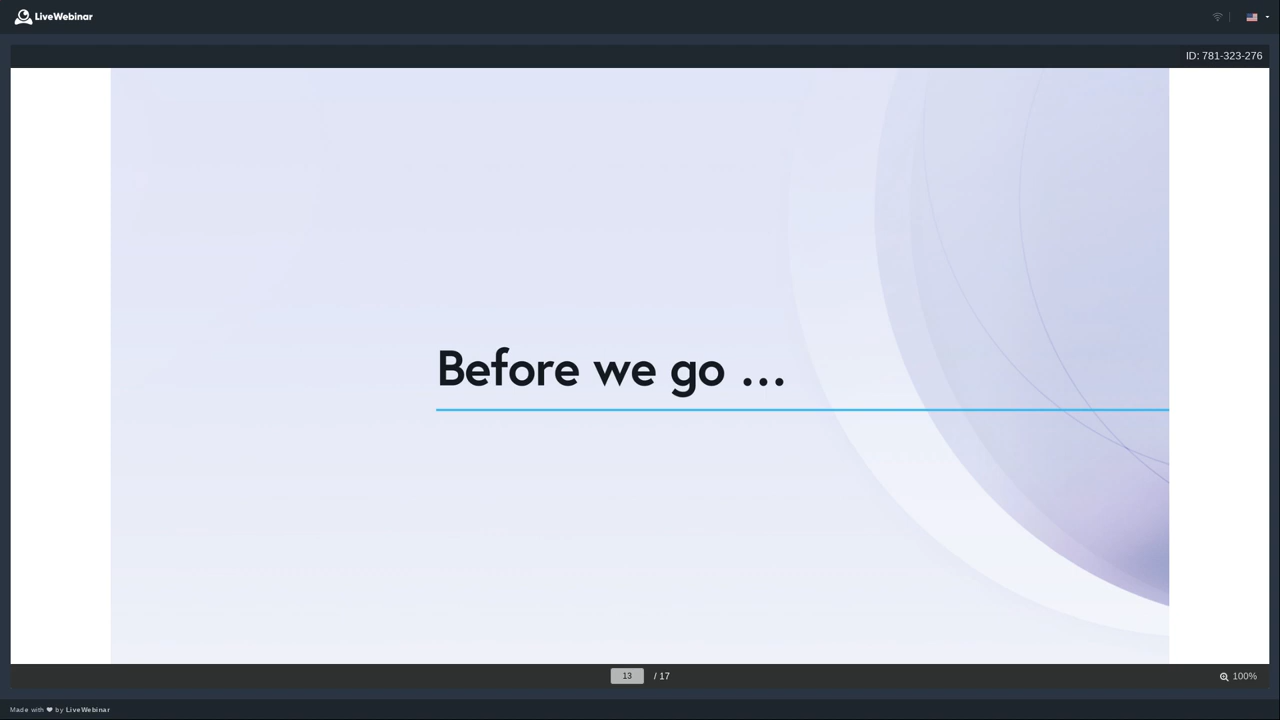 LiveWebinar
ID: 781-323-276
Before we go ...
13 / 17
100%
Made with ❤ by LiveWebinar